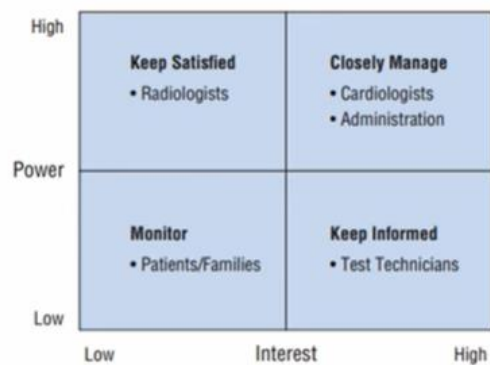 High
Keep Satisfied
• Radiologists
Closely Manage
• Cardiologists
• Administration
Power
Monitor
• Patients/Families
Keep Informed
• Test Technicians
Low
Low
Interest
High